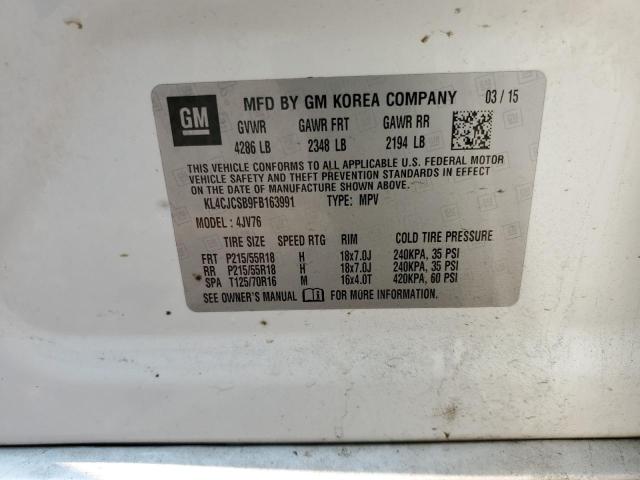 GM
MFD BY GM KOREA COMPANY 03 / 15
GVWR GAWR FRT GAWR RR
4286 LB 2348 LB 2194 LB
THIS VEHICLE CONFORMS TO ALL APPLICABLE U.S. FEDERAL MOTOR
VEHICLE SAFETY AND THEFT PREVENTION STANDARDS IN EFFECT
ON THE DATE OF MANUFACTURE SHOWN ABOVE.
KL4CJCSB9FB163991 TYPE: MPV
MODEL : 4JV76
TIRE SIZE SPEED RTG RIM COLD TIRE PRESSURE
FRT P215/55R18 H 18x7.0J 240KPA, 35 PSI
RR P215/55R18 H 18x7.0J 240KPA, 35 PSI
SPA T125/70R16 M 16x4.0T 420KPA, 60 PSI
SEE OWNER'S MANUAL FOR MORE INFORMATION.